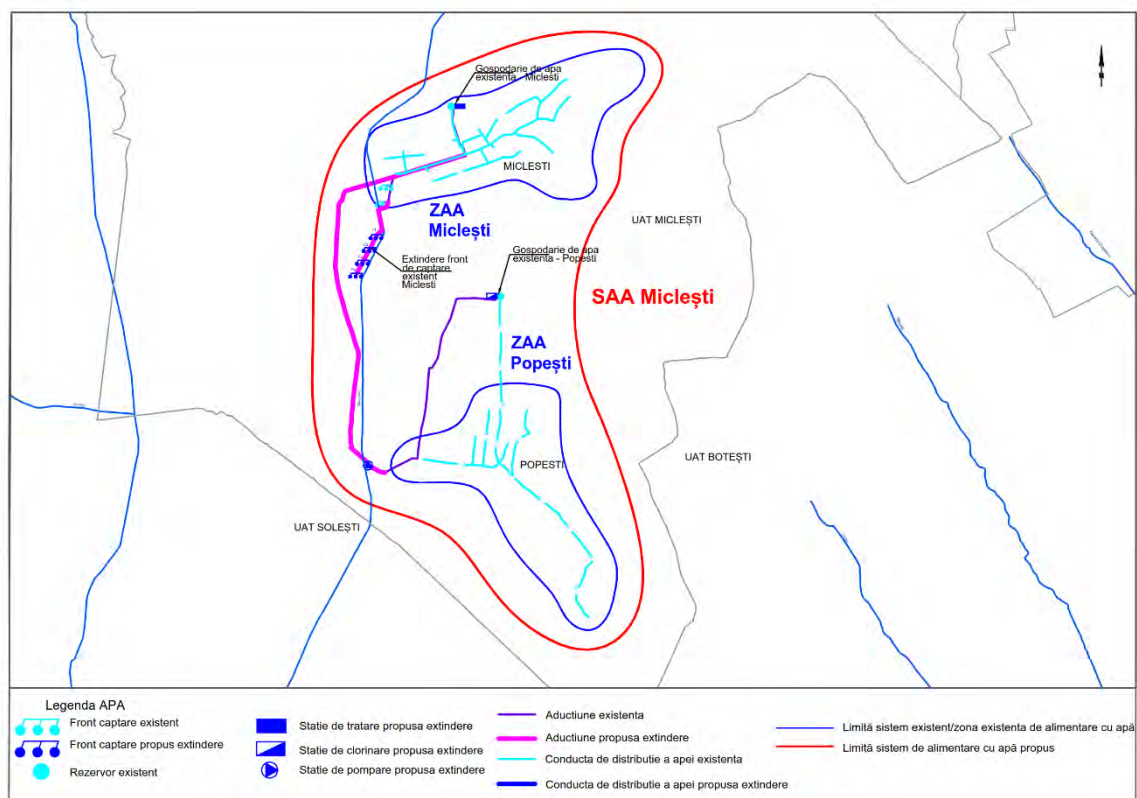 Gospodarie de apa
existenta - Miclesti
MICLESTI
ZAA
Miclești
UAT MICLEȘTI
Gospodarie de apa
existenta - Popesti
Extindere front
de captare
existent
Miclesti
SAA Miclești
ZAA
Popești
POPESTI
UAT BOTEȘTI
UAT SOLEȘTI
Legenda APA
Front captare existent
Front captare propus extindere
Rezervor existent
Statie de tratare propusa extindere
Statie de clorinare propusa extindere
Statie de pompare propusa extindere
Aductiune existenta
Aductiune propusa extindere
Conducta de distributie a apei existenta
Conducta de distributie a apei propusa extindere
Limită sistem existent/zona existenta de alimentare cu apă
Limită sistem de alimentare cu apă propus